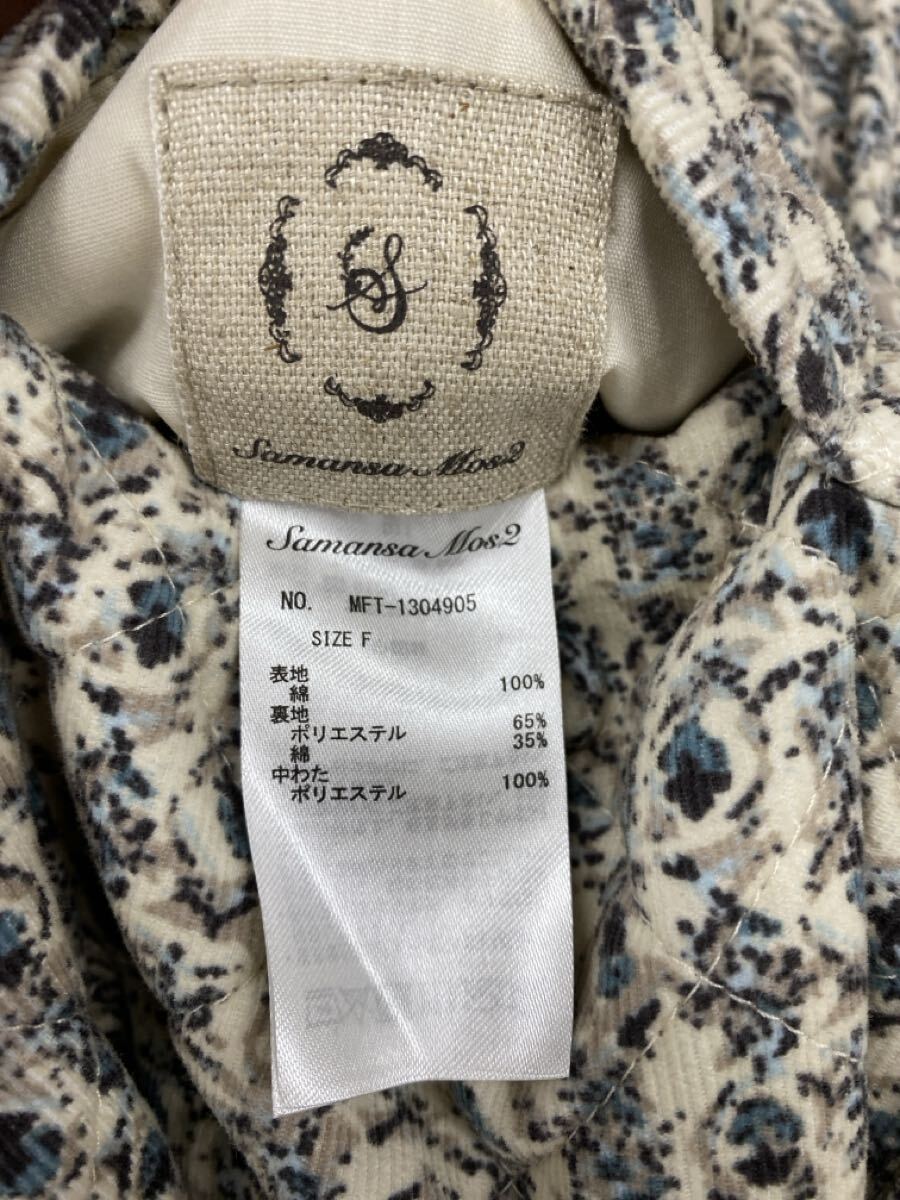 S
Samansa Mos2
Samansa Mos2
NO. MFT-1304905
SIZE F
表地
綿 100%
裏地
ポリエステル 65%
綿 35%
中わた
ポリエステル 100%